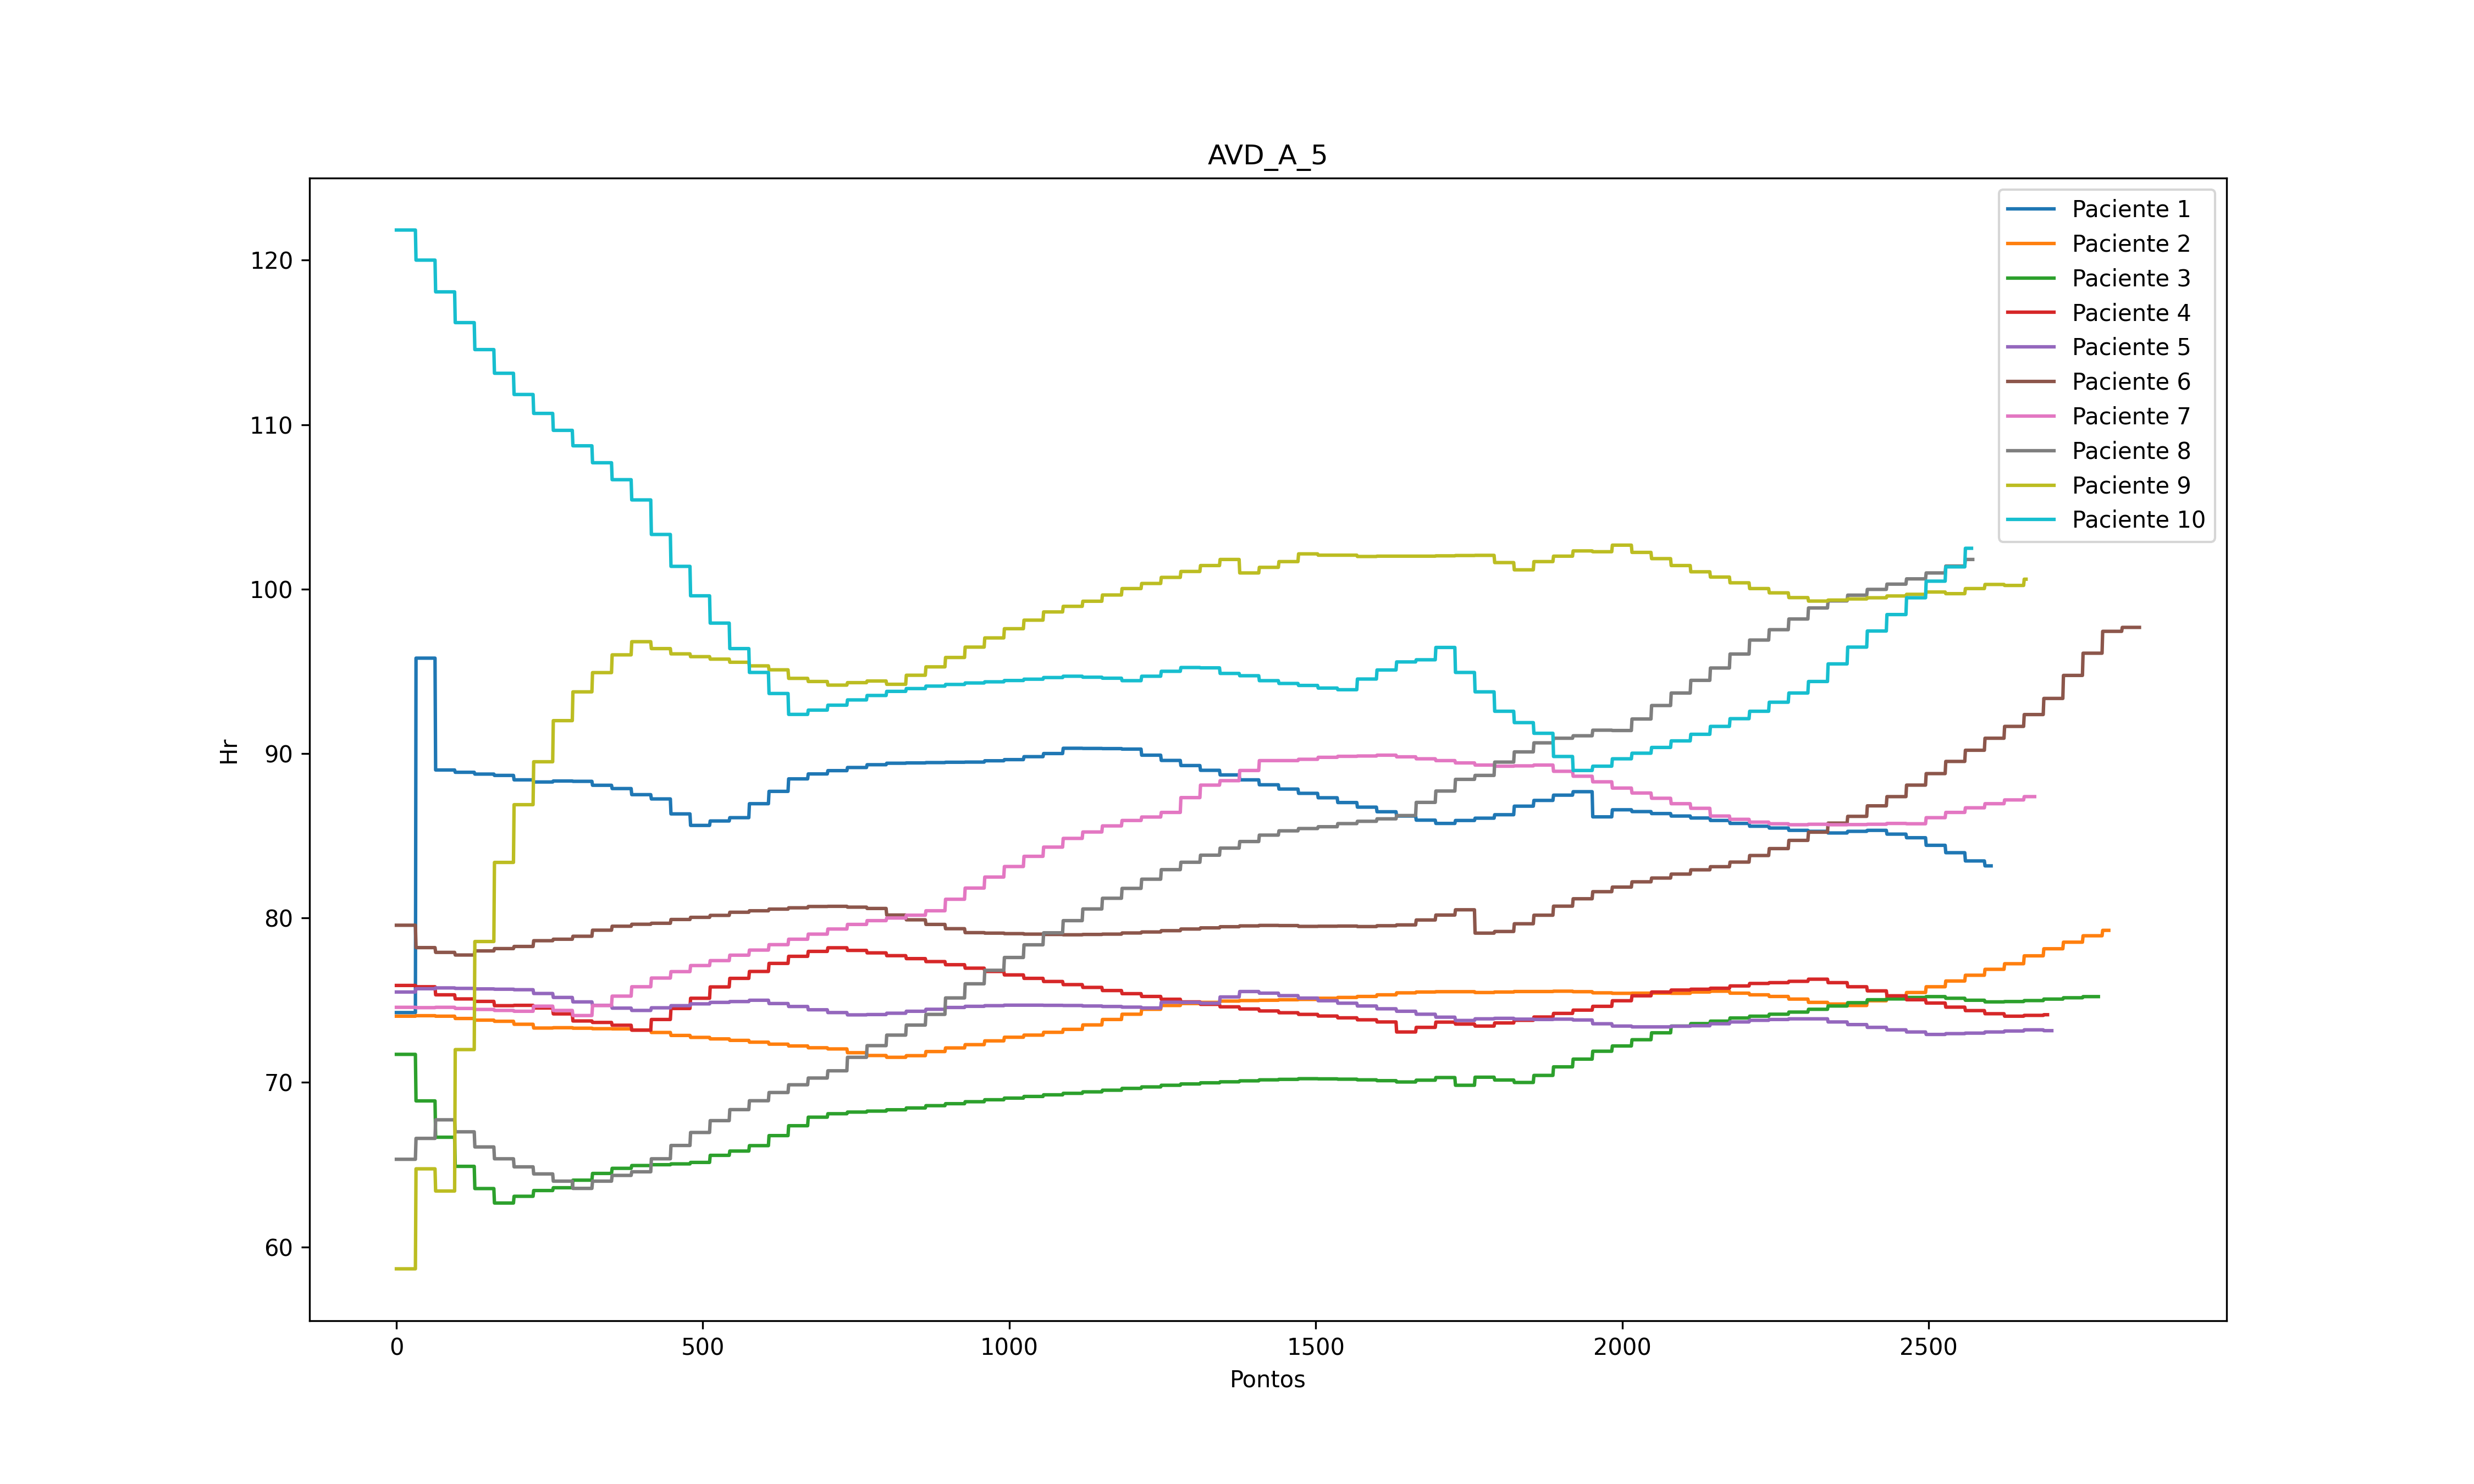 AVD_A_5
Paciente 1
Paciente 2
Paciente 3
Paciente 4
Paciente 5
Paciente 6
Paciente 7
Paciente 8
Paciente 9
Paciente 10
120
110
100
90
80
70
60
Hr
0 500 1000 1500 2000 2500
Pontos